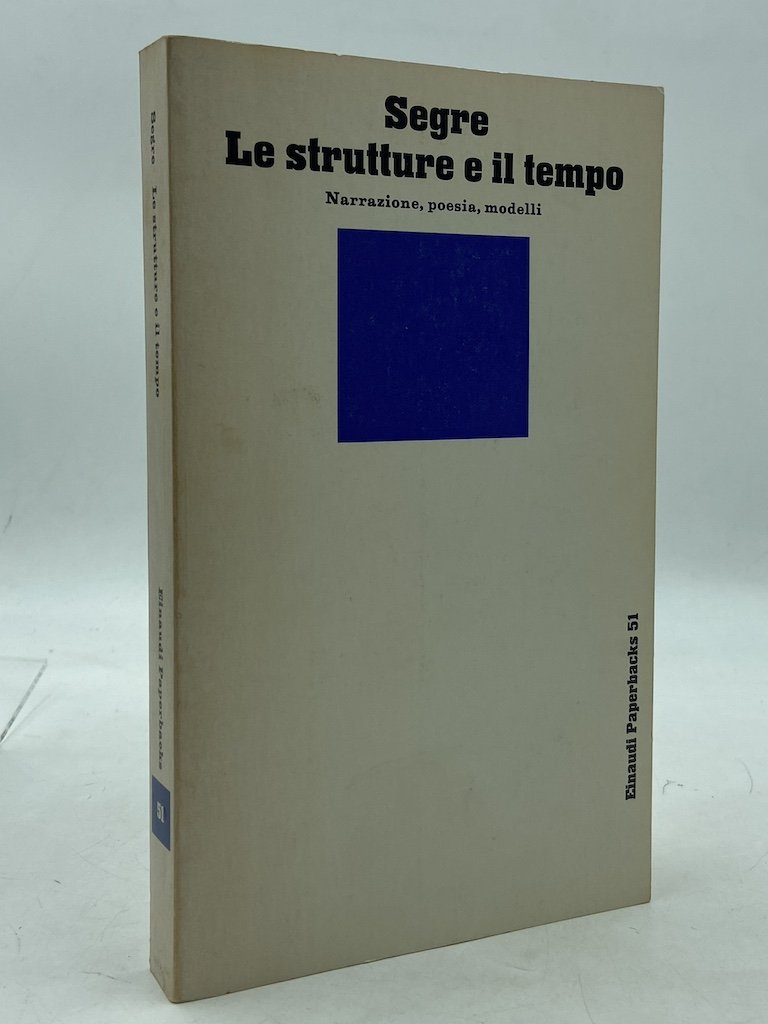 Segre
Le strutture e il tempo
Narrazione, poesia, modelli
Einaudi Paperbacks 51
Segre Le strutture e il tempo
Einaudi Paperbacks
51